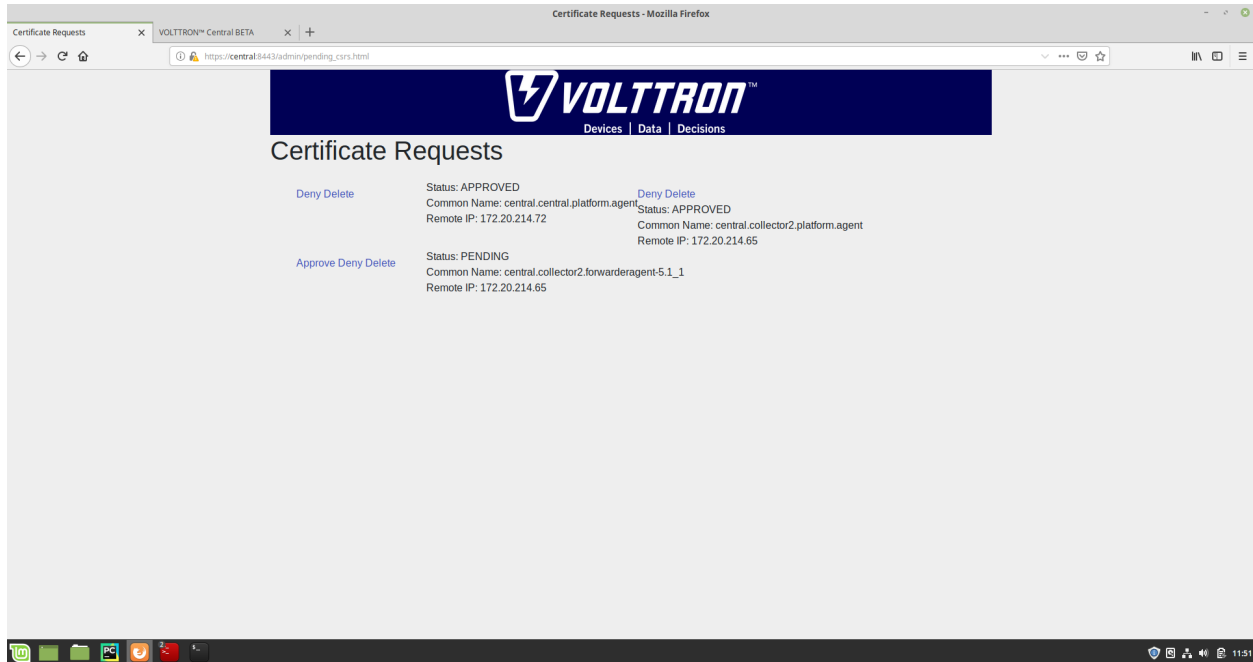 Certificate Requests - Mozilla Firefox
Certificate Requests
VOLTTRON™ Central BETA
https://central:8443/admin/pending_csrs.html
VOLTTRON™
Devices | Data | Decisions
Certificate Requests
Deny Delete
Status: APPROVED
Common Name: central.central.platform.agent
Remote IP: 172.20.214.72
Deny Delete
Status: APPROVED
Common Name: central.collector2.platform.agent
Remote IP: 172.20.214.65
Approve Deny Delete
Status: PENDING
Common Name: central.collector2.forwarderagent-5.1_1
Remote IP: 172.20.214.65
PC
2
11:51